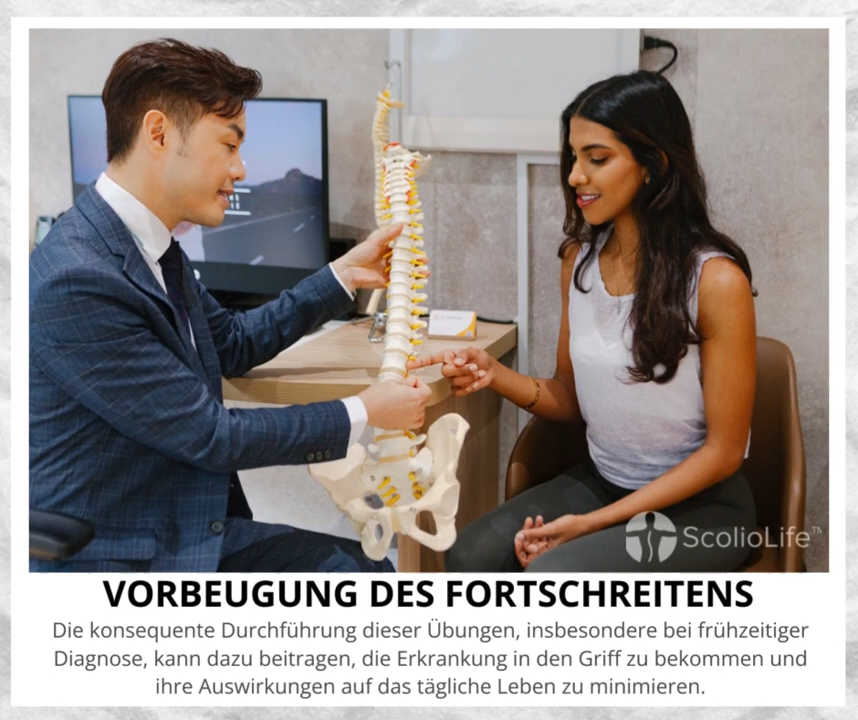 ScolioLife™
VORBEUGUNG DES FORTSCHREITENS
Die konsequente Durchführung dieser Übungen, insbesondere bei frühzeitiger
Diagnose, kann dazu beitragen, die Erkrankung in den Griff zu bekommen und
ihre Auswirkungen auf das tägliche Leben zu minimieren.